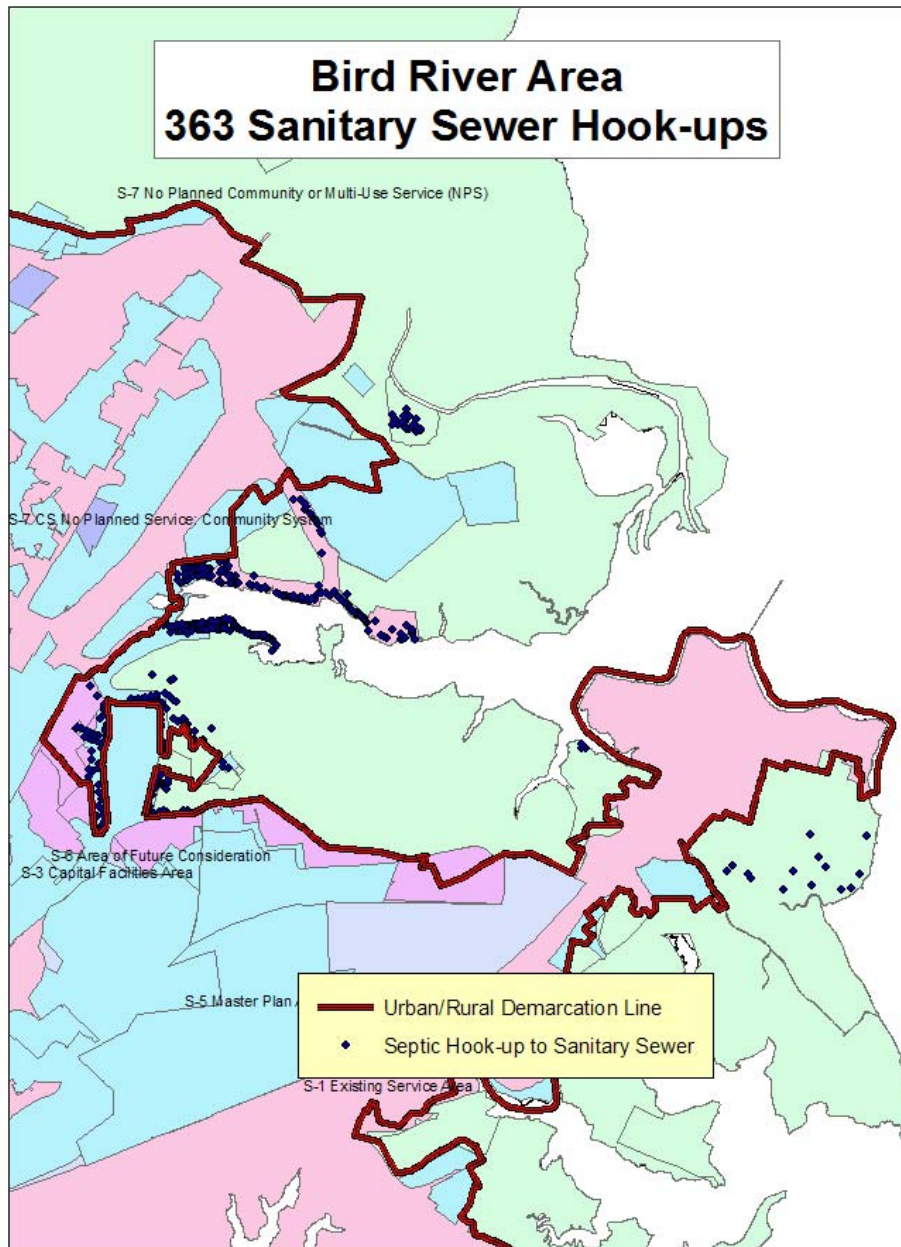 Bird River Area
363 Sanitary Sewer Hook-ups
S-7 No Planned Community or Multi-Use Service (NPS)
S-7 CS No Planned Service: Community System
S-6 Area of Future Consideration
S-3 Capital Facilities Area
S-5 Master Plan
Urban/Rural Demarcation Line
Septic Hook-up to Sanitary Sewer
S-1 Existing Service Area